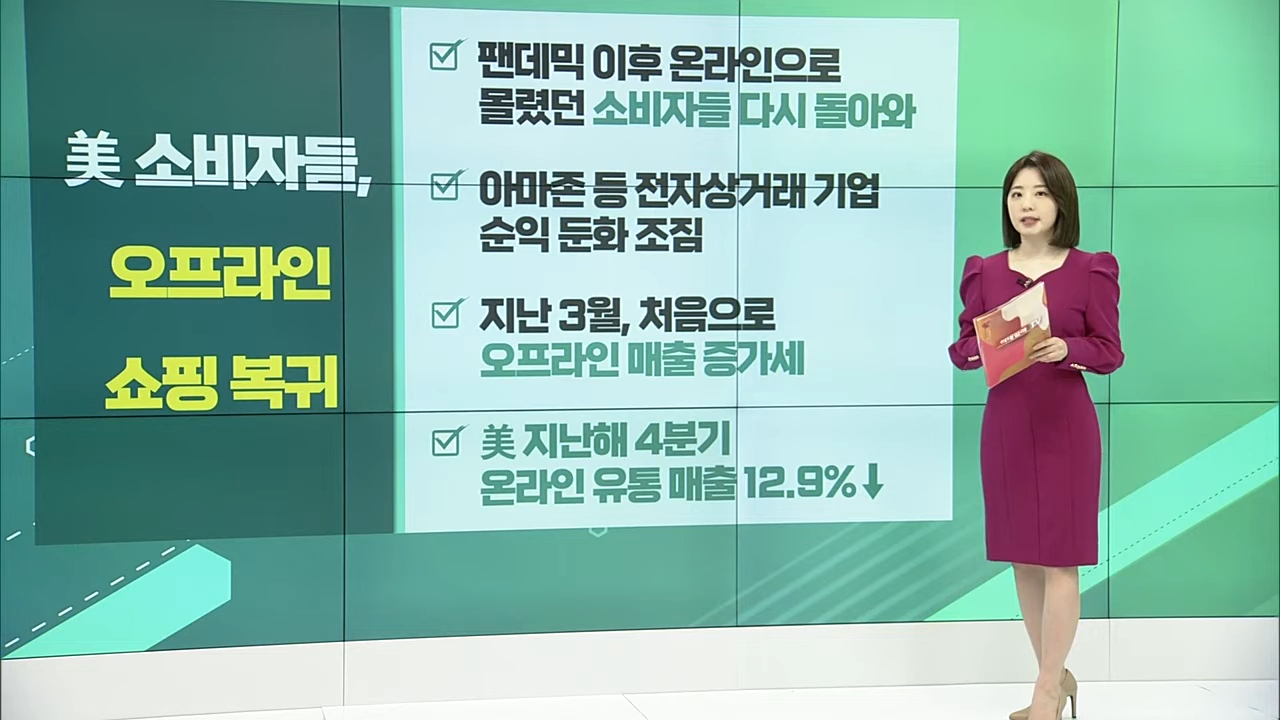 美 소비자들,
오프라인
쇼핑 복귀
팬데믹 이후 온라인으로
몰렸던 소비자들 다시 돌아와
아마존 등 전자상거래 기업
순익 둔화 조짐
지난 3월, 처음으로
오프라인 매출 증가세
美 지난해 4분기
온라인 유통 매출 12.9%↓